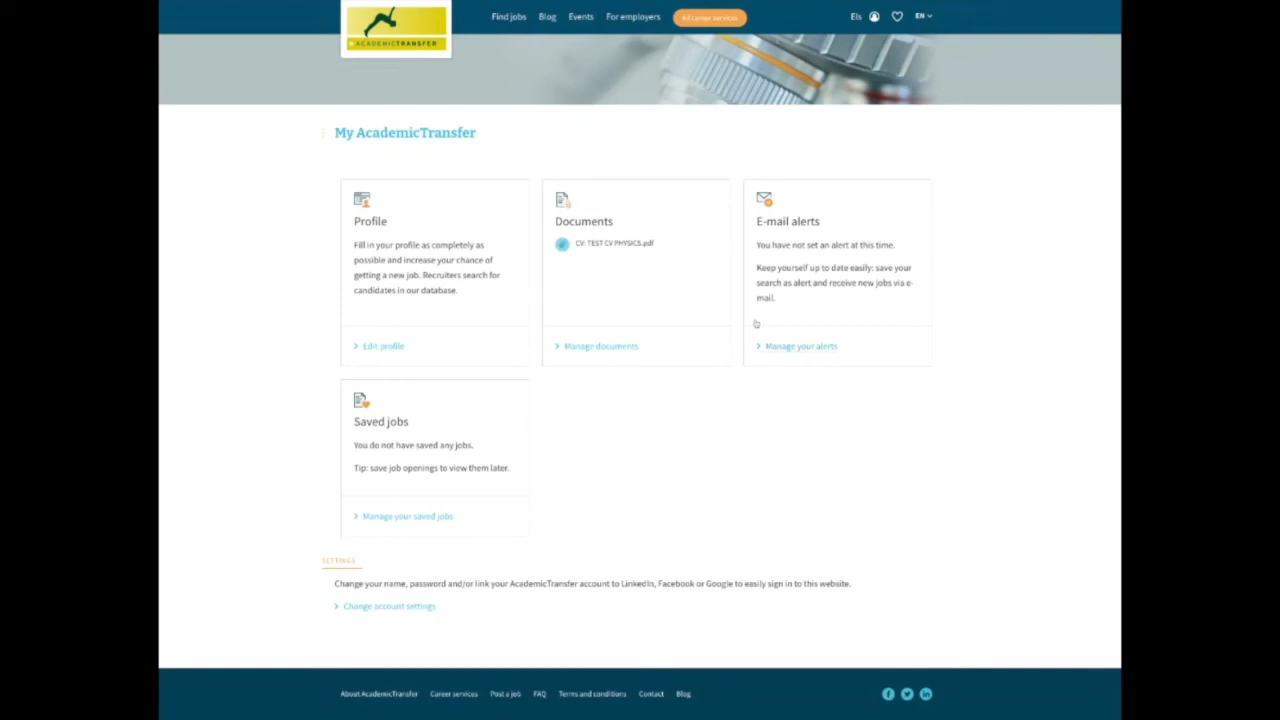 Find jobs Blog Events For employers All career services Els EN
ACADEMICTRANSFER
My AcademicTransfer
Profile
Fill in your profile as completely as
possible and increase your chance of
getting a new job. Recruiters search for
candidates in our database.
Edit profile
Documents
CV: TEST CV PHYSICS.pdf
Manage documents
E-mail alerts
You have not set an alert at this time.
Keep yourself up to date easily: save your
search as alert and receive new jobs via e-
mail.
Manage your alerts
Saved jobs
You do not have saved any jobs.
Tip: save job openings to view them later.
Manage your saved jobs
SETTINGS
Change your name, password and/or link your AcademicTransfer account to LinkedIn, Facebook or Google to easily sign in to this website.
Change account settings
About AcademicTransfer Career services Post a job FAQ Terms and conditions Contact Blog